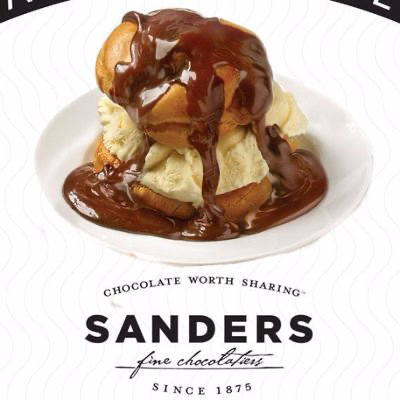 CHOCOLATE WORTH SHARING™
SANDERS
fine chocolatiers
SINCE 1875